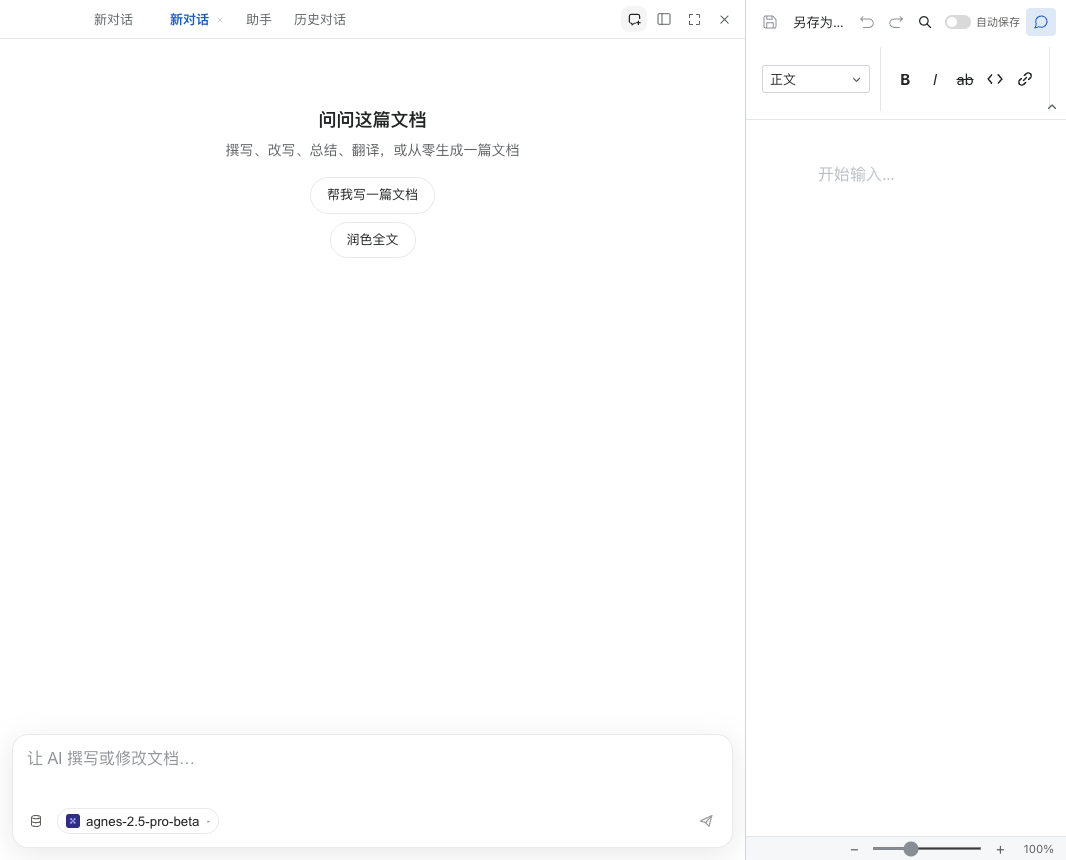 新对话
新对话 ×
助手
历史对话
问问这篇文档
撰写、改写、总结、翻译，或从零生成一篇文档
帮我写一篇文档
润色全文
让 AI 撰写或修改文档...
agnes-2.5-pro-beta
另存为...
自动保存
正文
B
I
ab
开始输入...
100%